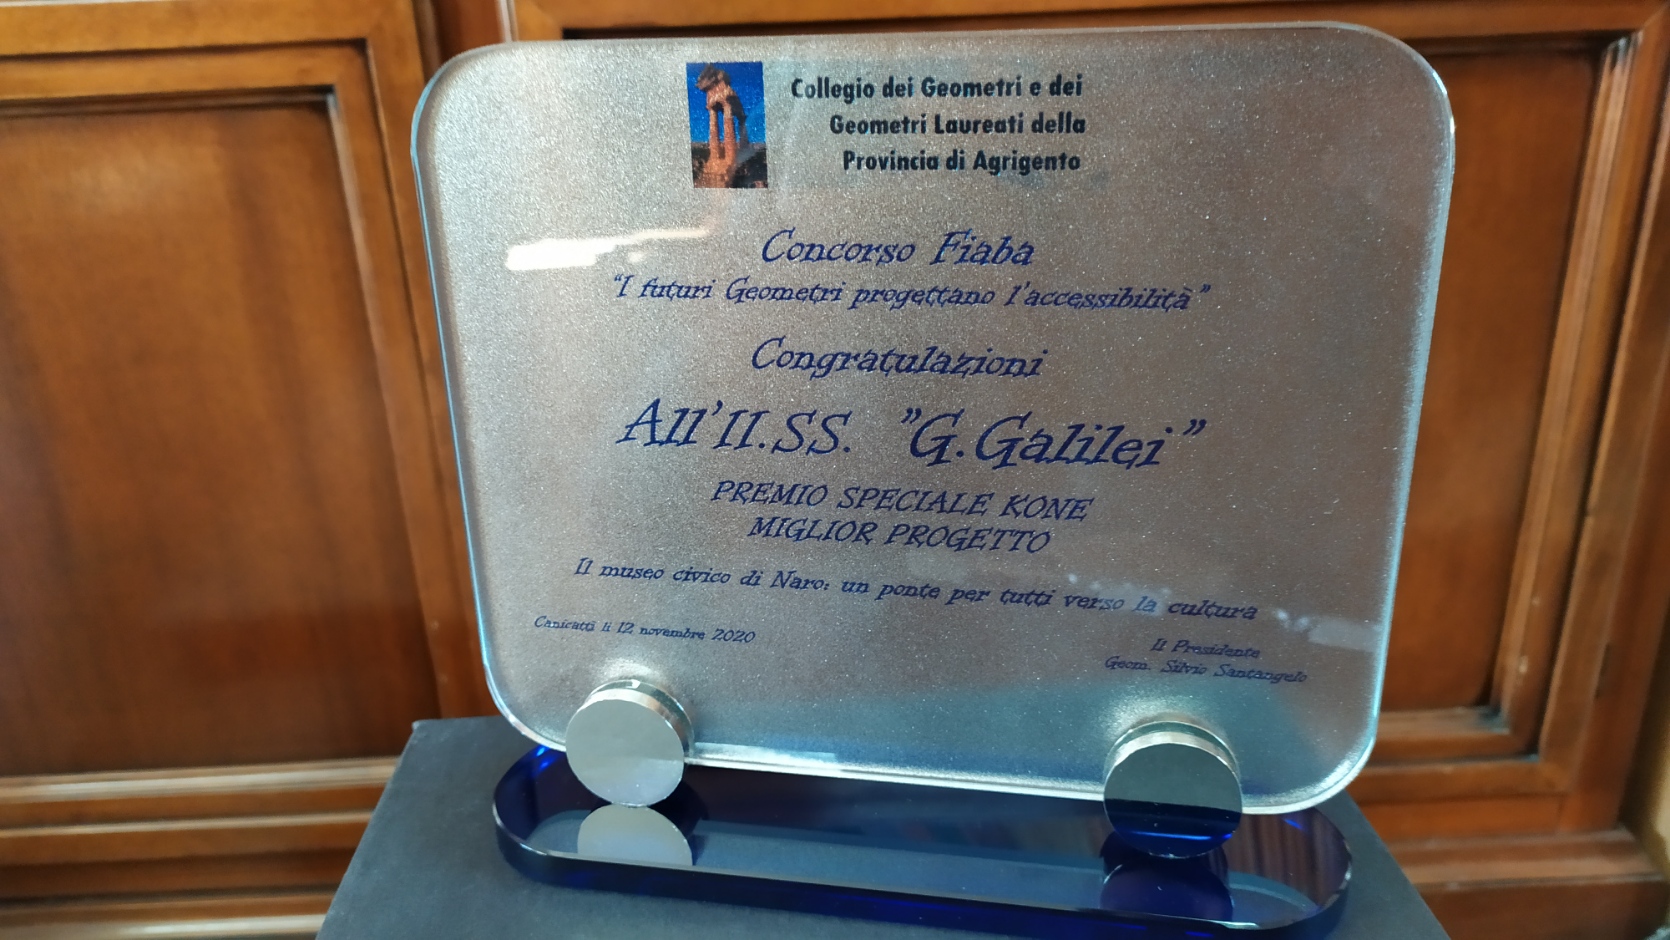 Collegio dei Geometri e dei
Geometri Laureati della
Provincia di Agrigento
Concorso Fiaba
"I futuri Geometri progettano l'accessibilità"
Congratulazioni
All'II.SS. "G.Galilei"
PREMIO SPECIALE KONE
MIGLIOR PROGETTO
Il museo civico di Naro: un ponte per tutti verso la cultura
Canicattì li 12 novembre 2020
Il Presidente
Geom. Silvio Santangelo